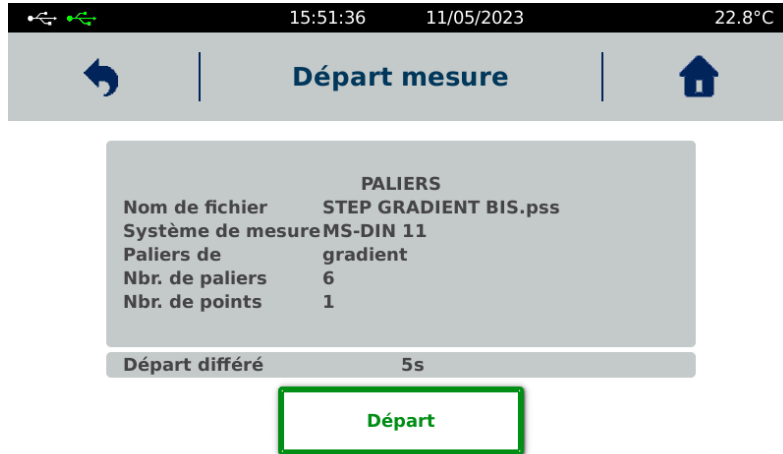 15:51:36 11/05/2023 22.8°C
Départ mesure
PALIERS
Nom de fichier STEP GRADIENT BIS.pss
Système de mesure MS-DIN 11
Paliers de gradient
Nbr. de paliers 6
Nbr. de points 1
Départ différé 5s
Départ